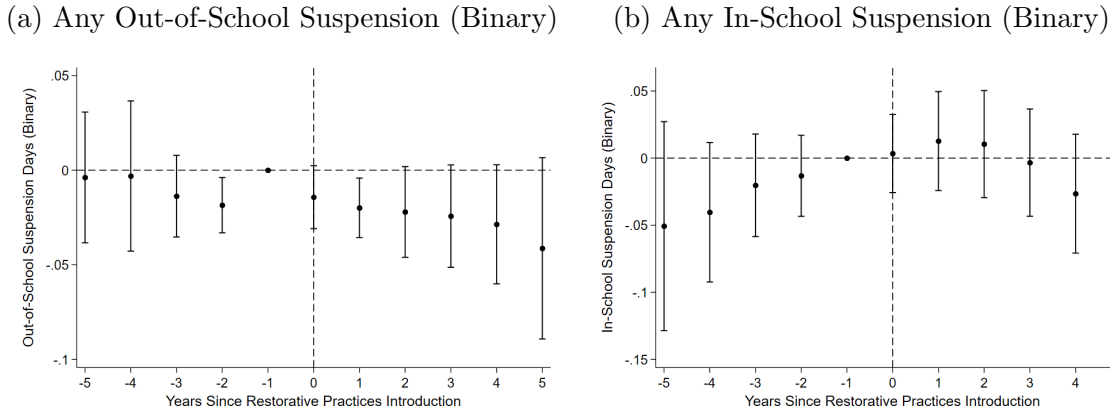 (a) Any Out-of-School Suspension (Binary)
(b) Any In-School Suspension (Binary)
Out-of-School Suspension Days (Binary)
.05
0
-.05
-.1
-5 -4 -3 -2 -1 0 1 2 3 4 5
Years Since Restorative Practices Introduction
In-School Suspension Days (Binary)
.05
0
-.05
-.1
-.15
-5 -4 -3 -2 -1 0 1 2 3 4
Years Since Restorative Practices Introduction